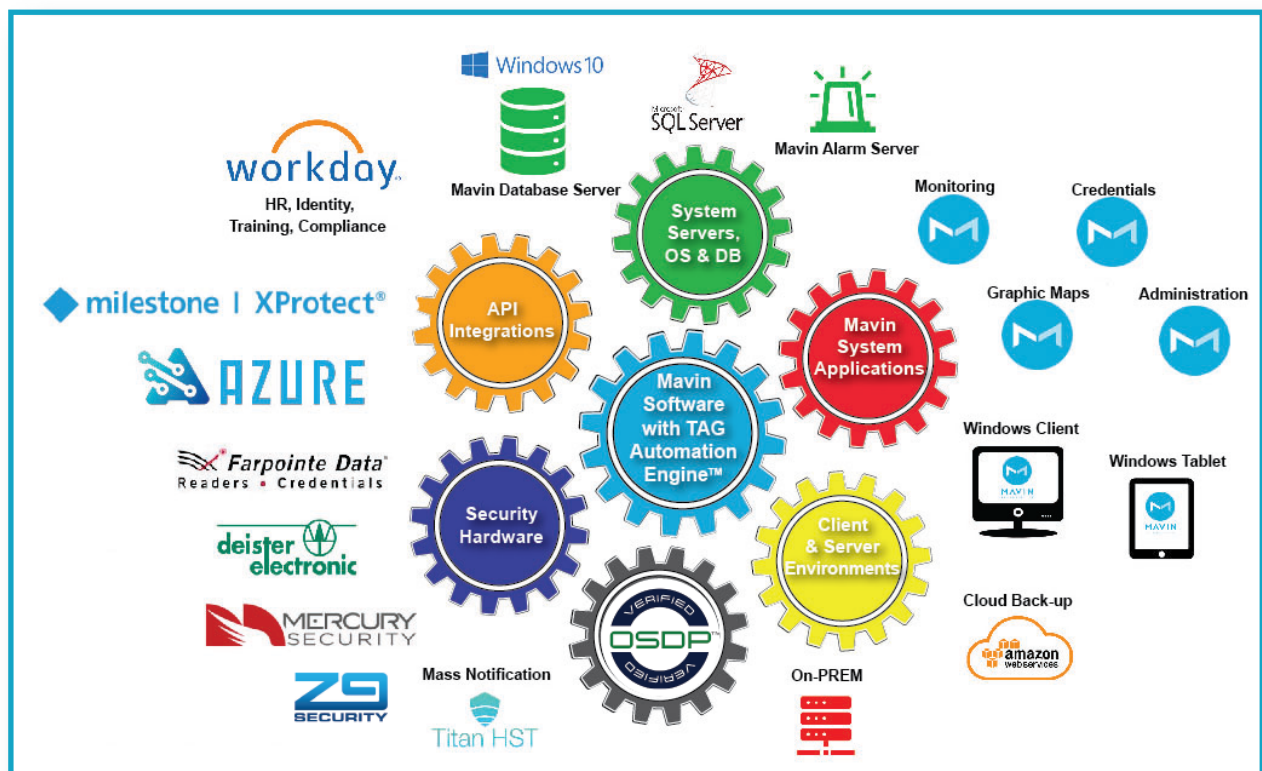 Windows 10
Microsoft
SQL Server
Mavin Alarm Server
workday
Mavin Database Server
HR, Identity,
Training, Compliance
System
Servers,
OS & DB
Monitoring
Credentials
milestone | XProtect®
API
Integrations
Graphic Maps
Administration
Mavin
System
Applications
AZURE
Mavin
Software
with TAG
Automation
Engine™
Farpointe Data®
Readers • Credentials
Windows Client
MAVIN
Windows Tablet
MAVIN
Security
Hardware
Client
& Server
Environments
deister
electronic
VERIFIED
OSDP™
VERIFIED
MERCURY
SECURITY
Cloud Back-up
amazon
webservices
Z9
SECURITY
Mass Notification
Titan HST
On-PREM